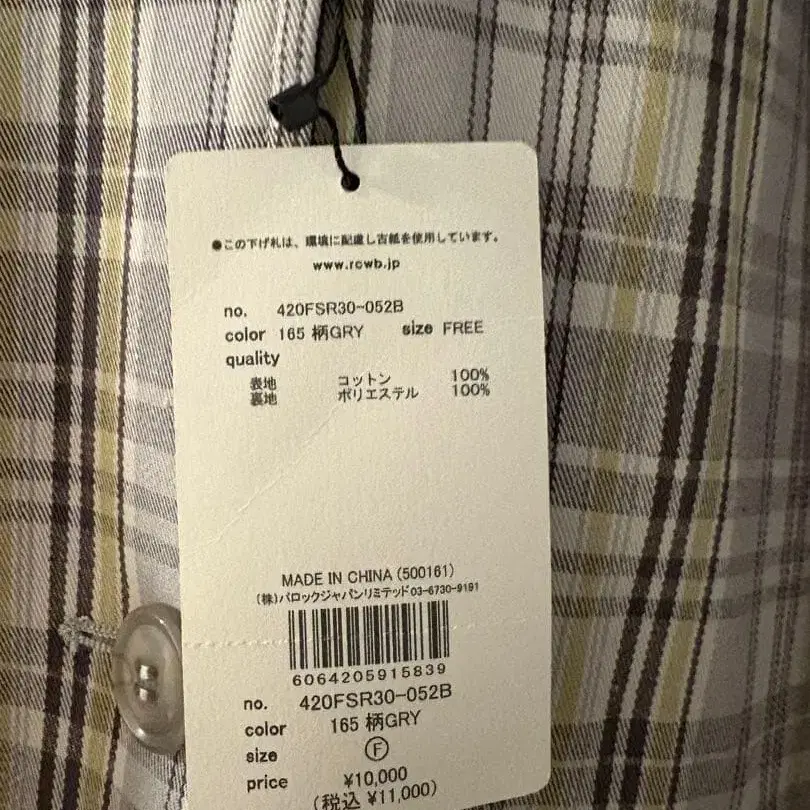 ●この下げ札は、環境に配慮し古紙を使用しています。
www.rcwb.jp
no. 420FSR30-052B
color 165 柄GRY size FREE
quality
表地 コットン 100%
裏地 ポリエステル 100%
MADE IN CHINA (500161)
(株)バロックジャパンリミテッド03-6730-9191
6064205915839
no. 420FSR30-052B
color 165 柄GRY
size Ⓕ
price ¥10,000
(税込 ¥11,000)